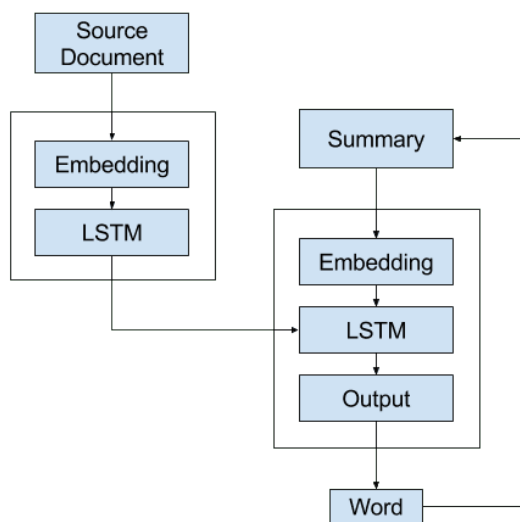 Source
Document
Embedding
LSTM
Summary
Embedding
LSTM
Output
Word